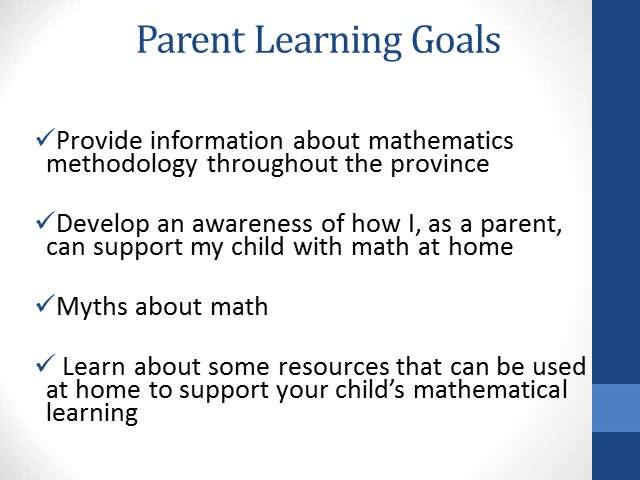 Parent Learning Goals
✓Provide information about mathematics
methodology throughout the province
✓Develop an awareness of how I, as a parent,
can support my child with math at home
✓Myths about math
✓ Learn about some resources that can be used
at home to support your child’s mathematical
learning